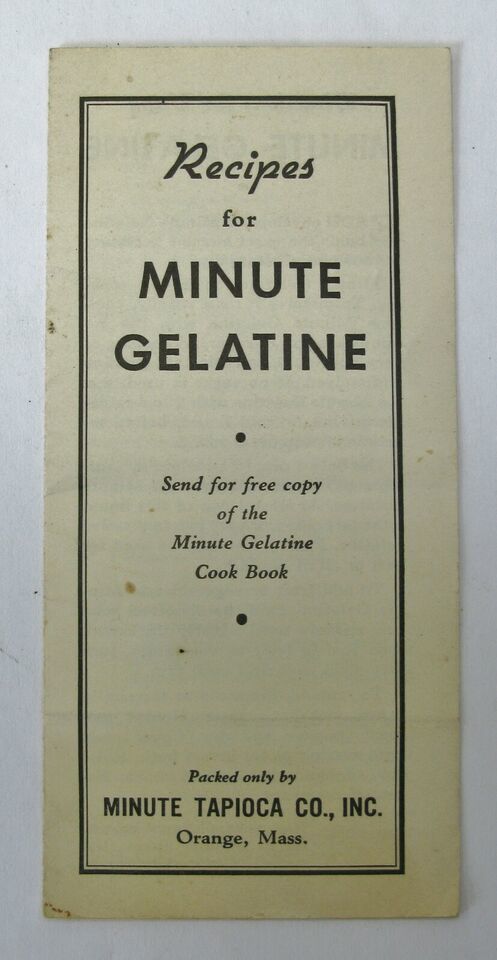 Recipes
for
MINUTE
GELATINE
Send for free copy
of the
Minute Gelatine
Cook Book
Packed only by
MINUTE TAPIOCA CO., INC.
Orange, Mass.